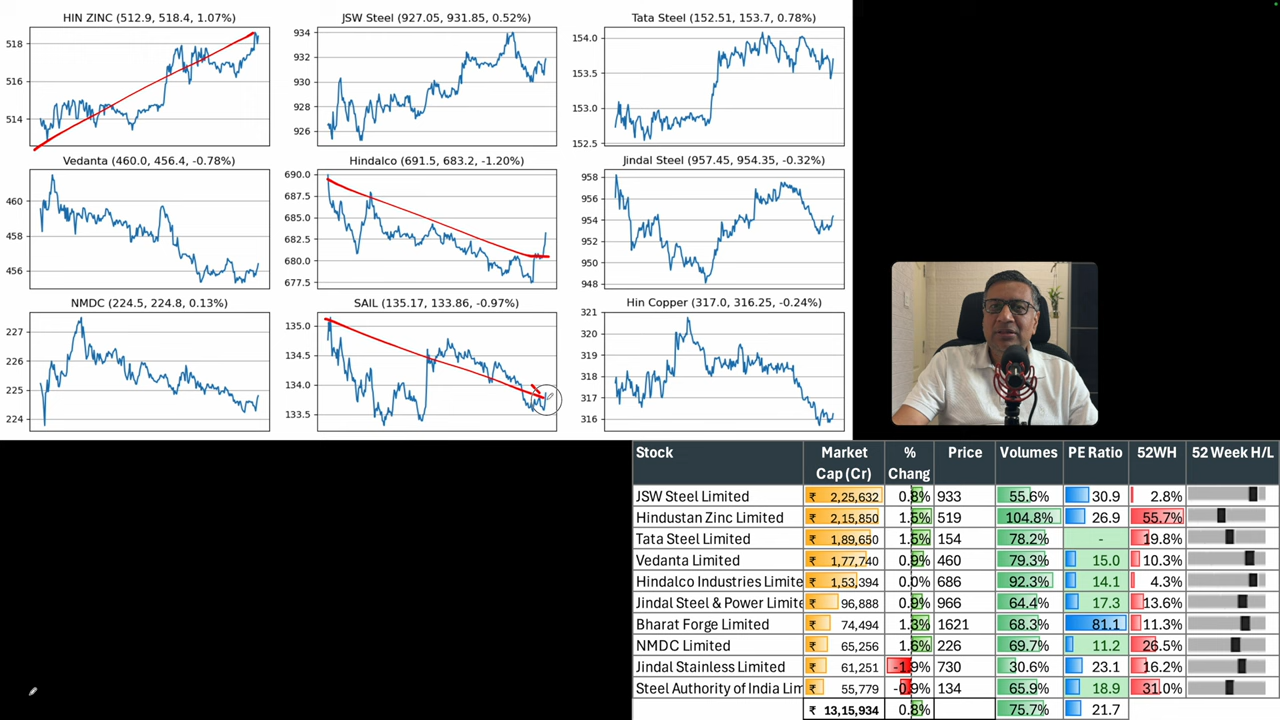 HIN ZINC (512.9, 518.4, 1.07%)
518
516
514
JSW Steel (927.05, 931.85, 0.52%)
934
932
930
928
926
Tata Steel (152.51, 153.7, 0.78%)
154.0
153.5
153.0
152.5
Vedanta (460.0, 456.4, -0.78%)
460
458
456
Hindalco (691.5, 683.2, -1.20%)
690.0
687.5
685.0
682.5
680.0
677.5
Jindal Steel (957.45, 954.35, -0.32%)
958
956
954
952
950
948
NMDC (224.5, 224.8, 0.13%)
227
226
225
224
SAIL (135.17, 133.86, -0.97%)
135.0
134.5
134.0
133.5
Hin Copper (317.0, 316.25, -0.24%)
321
320
319
318
317
316
Stock Market Cap (Cr) % Chang Price Volumes PE Ratio 52WH 52 Week H/L
JSW Steel Limited ₹ 2,25,632 0.8% 933 55.6% 30.9 2.8%
Hindustan Zinc Limited ₹ 2,15,850 1.5% 519 104.8% 26.9 55.7%
Tata Steel Limited ₹ 1,89,650 1.5% 154 78.2% - 19.8%
Vedanta Limited ₹ 1,77,740 0.9% 460 79.3% 15.0 10.3%
Hindalco Industries Limite ₹ 1,53,394 0.0% 686 92.3% 14.1 4.3%
Jindal Steel & Power Limite ₹ 96,888 0.9% 966 64.4% 17.3 13.6%
Bharat Forge Limited ₹ 74,494 1.3% 1621 68.3% 81.1 11.3%
NMDC Limited ₹ 65,256 1.6% 226 69.7% 11.2 26.5%
Jindal Stainless Limited ₹ 61,251 -1.9% 730 30.6% 23.1 16.2%
Steel Authority of India Lim ₹ 55,779 -0.9% 134 65.9% 18.9 31.0%
₹ 13,15,934 0.8% 75.7% 21.7